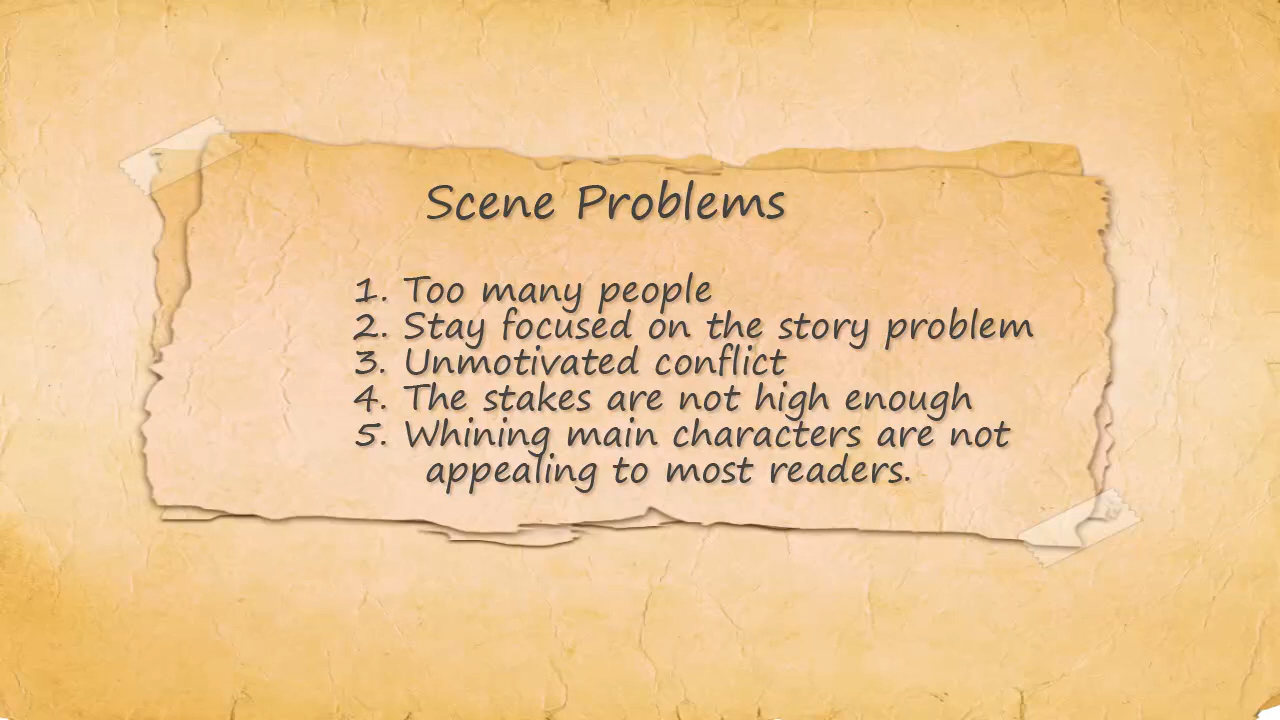 Scene Problems
1. Too many people
2. Stay focused on the story problem
3. Unmotivated conflict
4. The stakes are not high enough
5. Whining main characters are not
appealing to most readers.